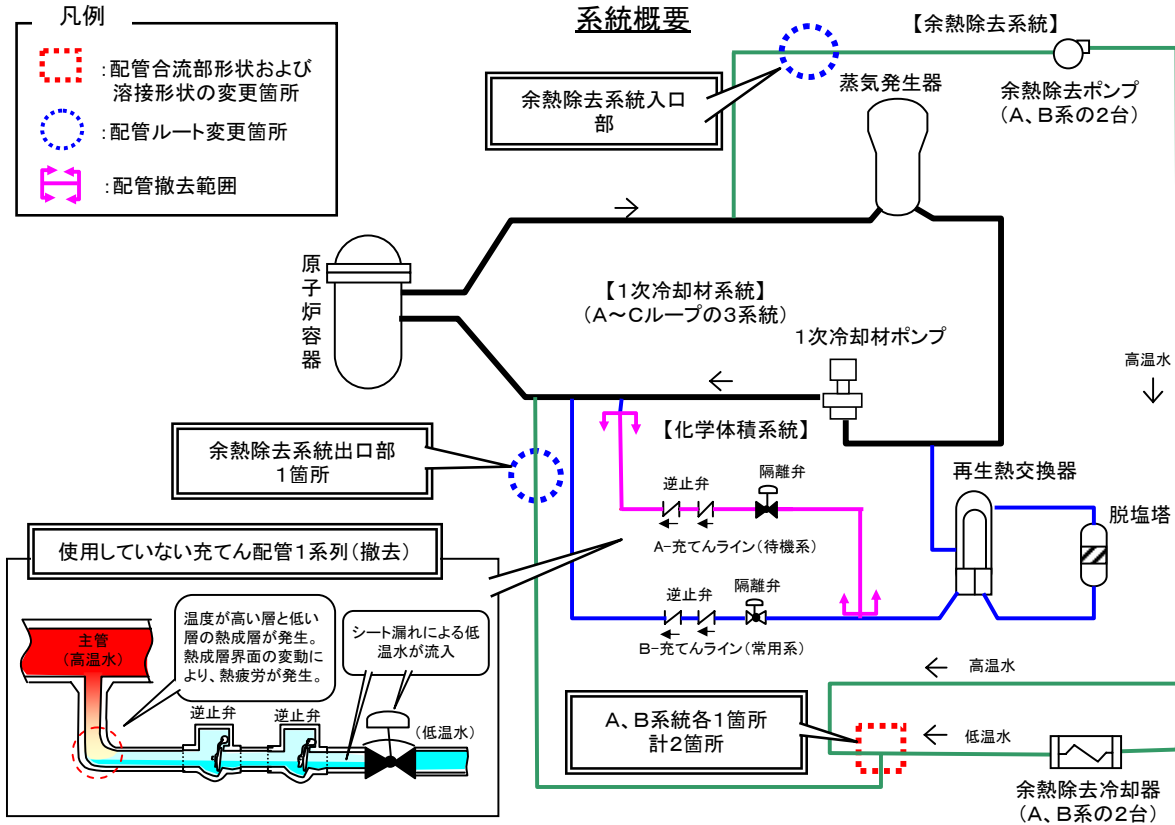 系統概要
凡例
:配管合流部形状および
溶接形状の変更箇所
:配管ルート変更箇所
:配管撤去範囲
【余熱除去系統】
余熱除去系統入口
部
蒸気発生器
余熱除去ポンプ
(A、B系の2台)
原子炉容器
【1次冷却材系統】
(A~Cループの3系統)
1次冷却材ポンプ
高温水
余熱除去系統出口部
1箇所
【化学体積系統】
逆止弁
隔離弁
A-充てんライン(待機系)
再生熱交換器
脱塩塔
逆止弁
隔離弁
B-充てんライン(常用系)
使用していない充てん配管1系列(撤去)
温度が高い層と低い
層の熱成層が発生。
熱成層界面の変動に
より、熱疲労が発生。
シート漏れによる低
温水が流入
主管
(高温水)
逆止弁
逆止弁
(低温水)
高温水
A、B系統各1箇所
計2箇所
低温水
余熱除去冷却器
(A、B系の2台)